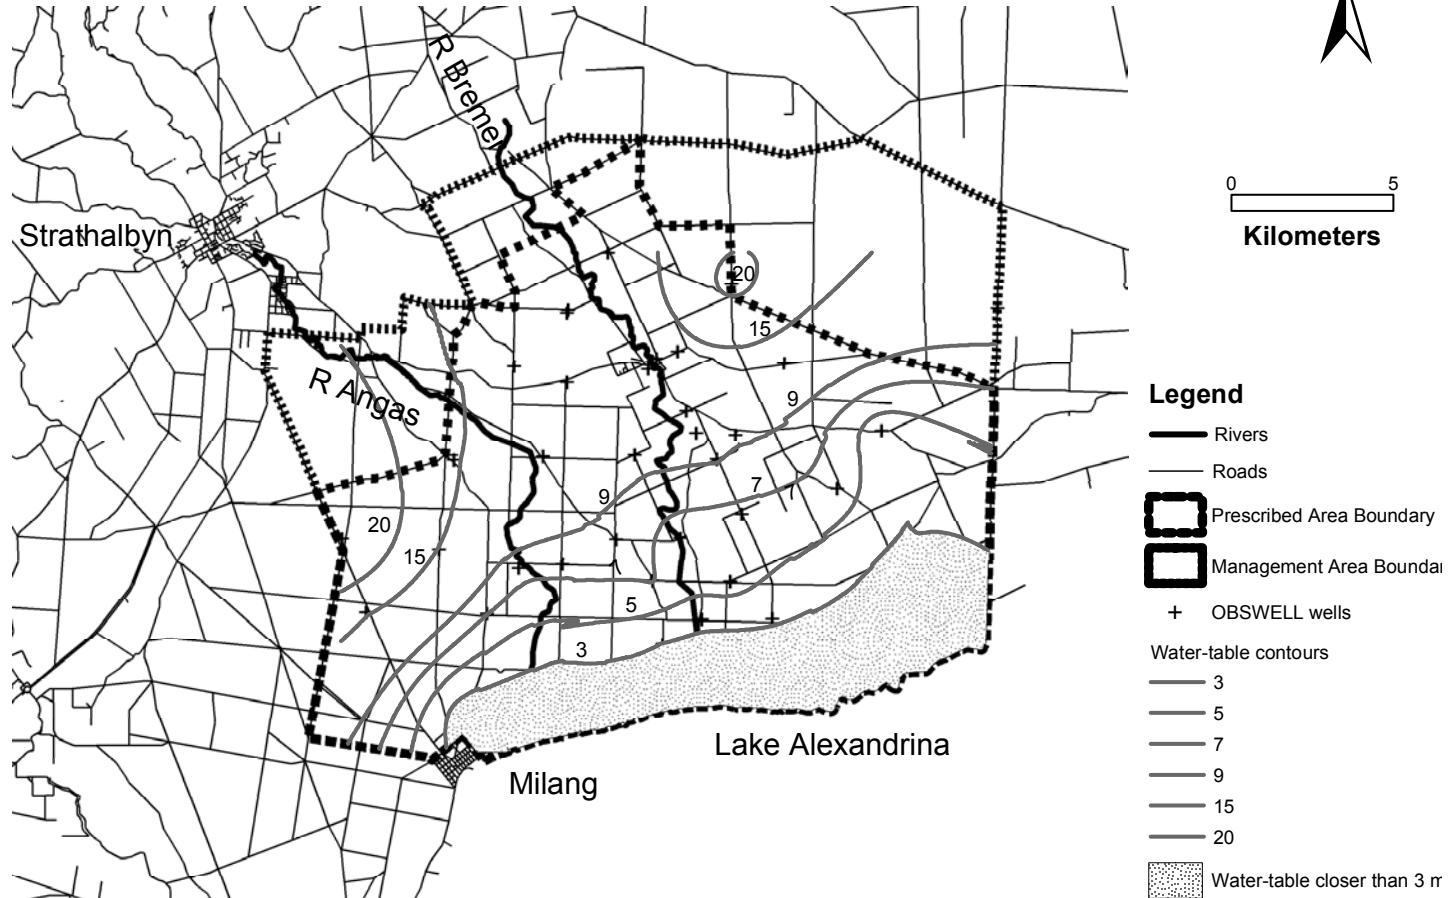 R Bremer
0 5
Kilometers
Strathalbyn
20
15
R Angas
9
Legend
Rivers
Roads
Prescribed Area Boundary
Management Area Boundar
OBSWELL wells
Water-table contours
3
5
7
9
15
20
Water-table closer than 3 m
9
7
7
20
15
5
3
Lake Alexandrina
Milang